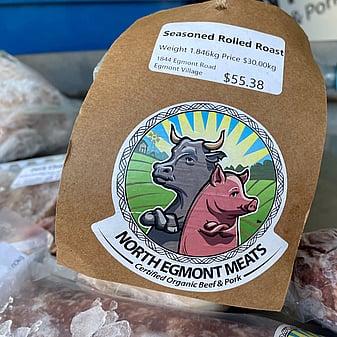 Seasoned Rolled Roast
Weight 1.846kg Price $30.00kg
1844 Egmont Road
Egmont Village
$55.38
NORTH EGMONT MEATS
Certified Organic Beef & Pork
& Pork